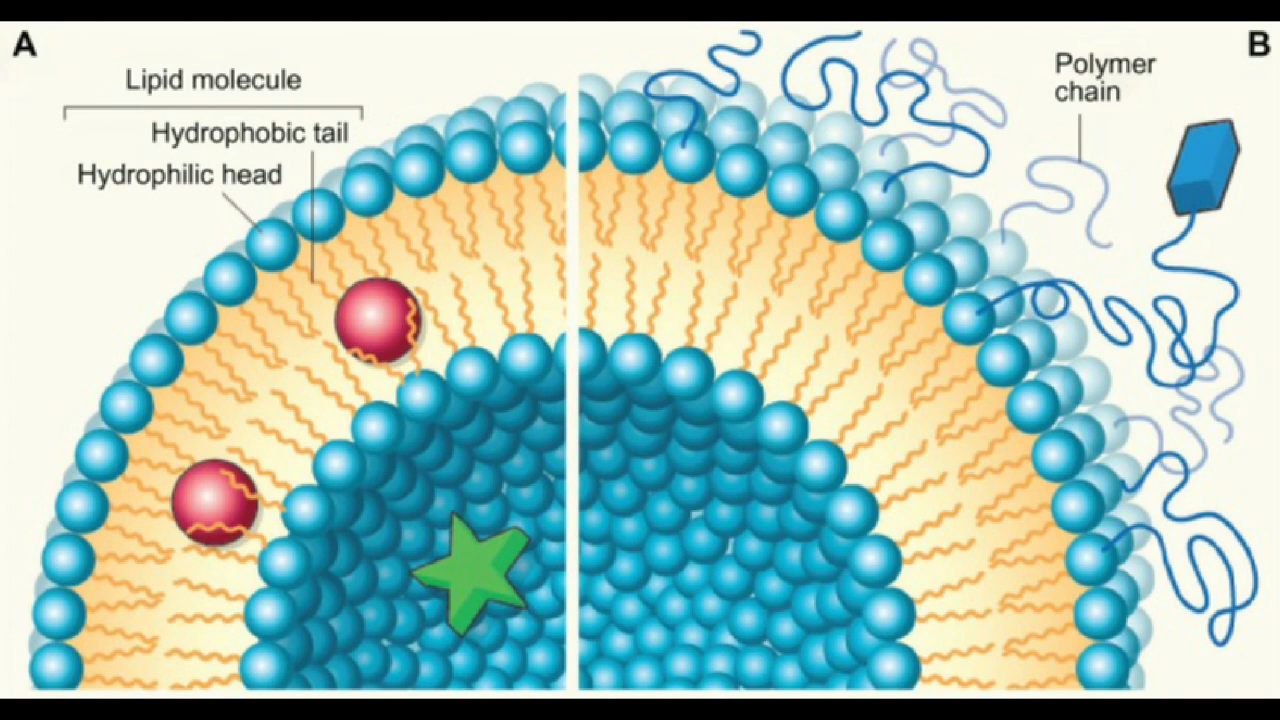 A
Lipid molecule
Hydrophobic tail
Hydrophilic head
B
Polymer
chain